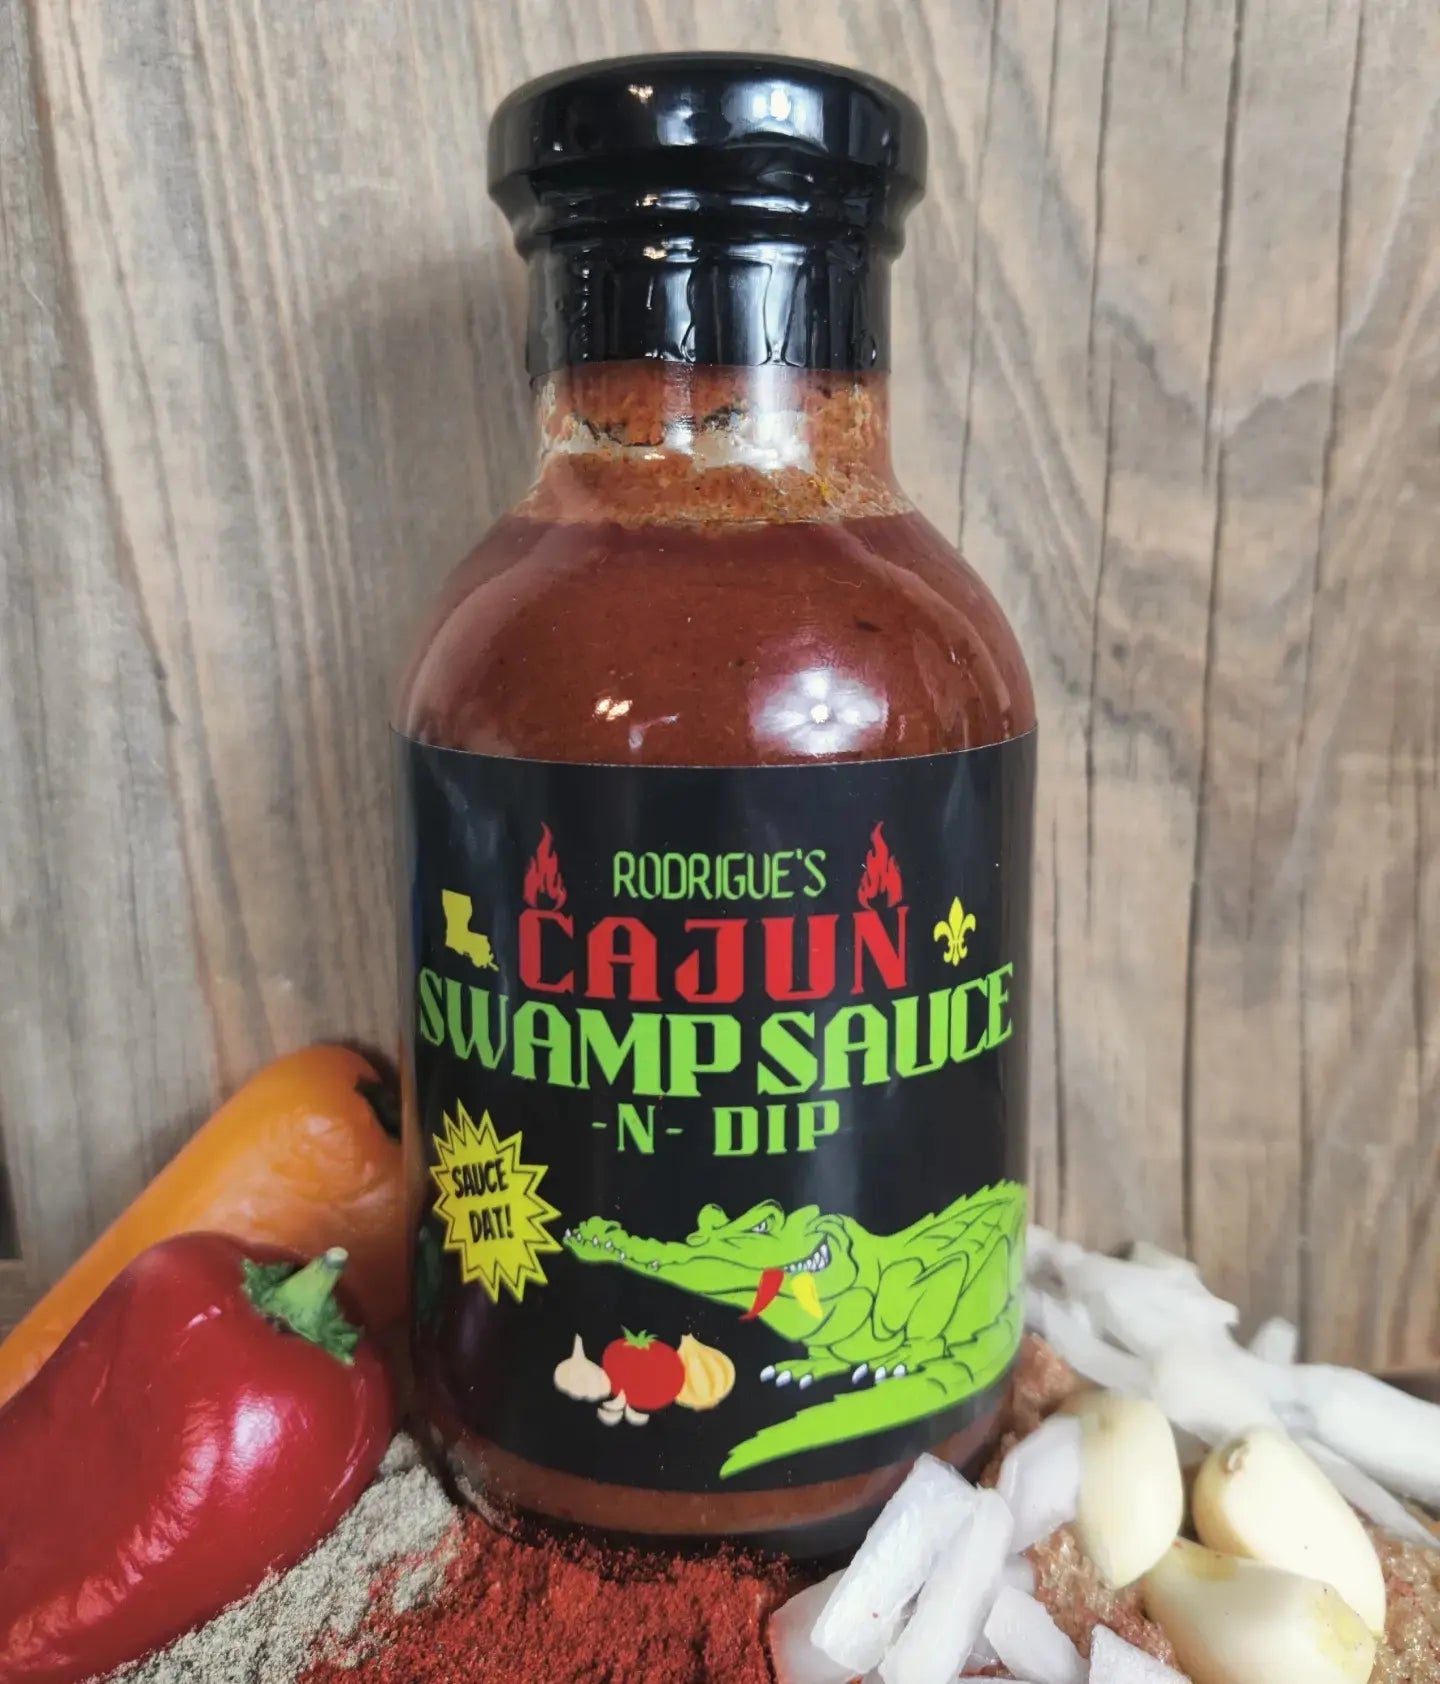 RODRIGUE'S
CAJUN
SWAMP SAUCE
-N- DIP
SAUCE
DAT!